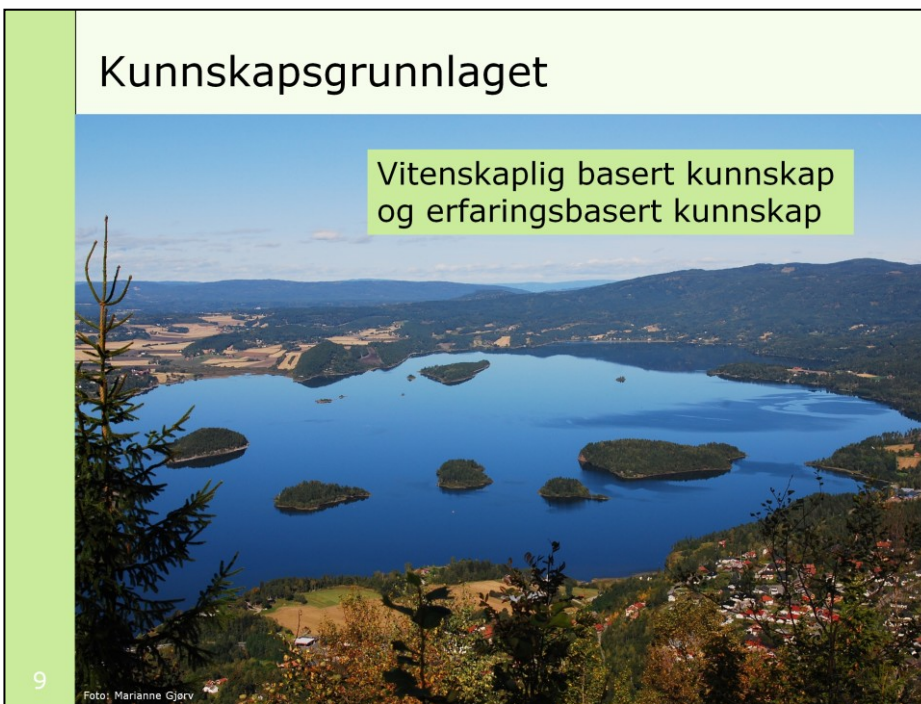 Kunnskapsgrunnlaget
Vitenskaplig basert kunnskap
og erfaringsbasert kunnskap
9
Foto: Marianne Gjørv